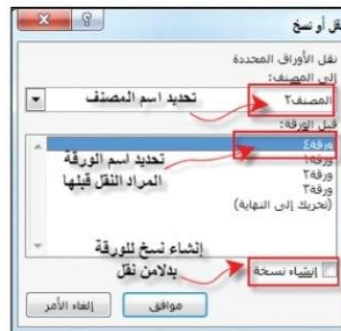 نقل أو نسخ
نقل الأوراق المحددة
إلى المصنف:
المصنف٢
تحديد اسم المصنف
قبل الورقة:
ورقة٤
ورقة١
ورقة٢
ورقة٣
(تحريك إلى النهاية)
تحديد اسم الورقة
المراد النقل قبلها
إنشاء نسخ للورقة
بدلامن نقل
إنشاء نسخة
موافق
إلغاء الأمر